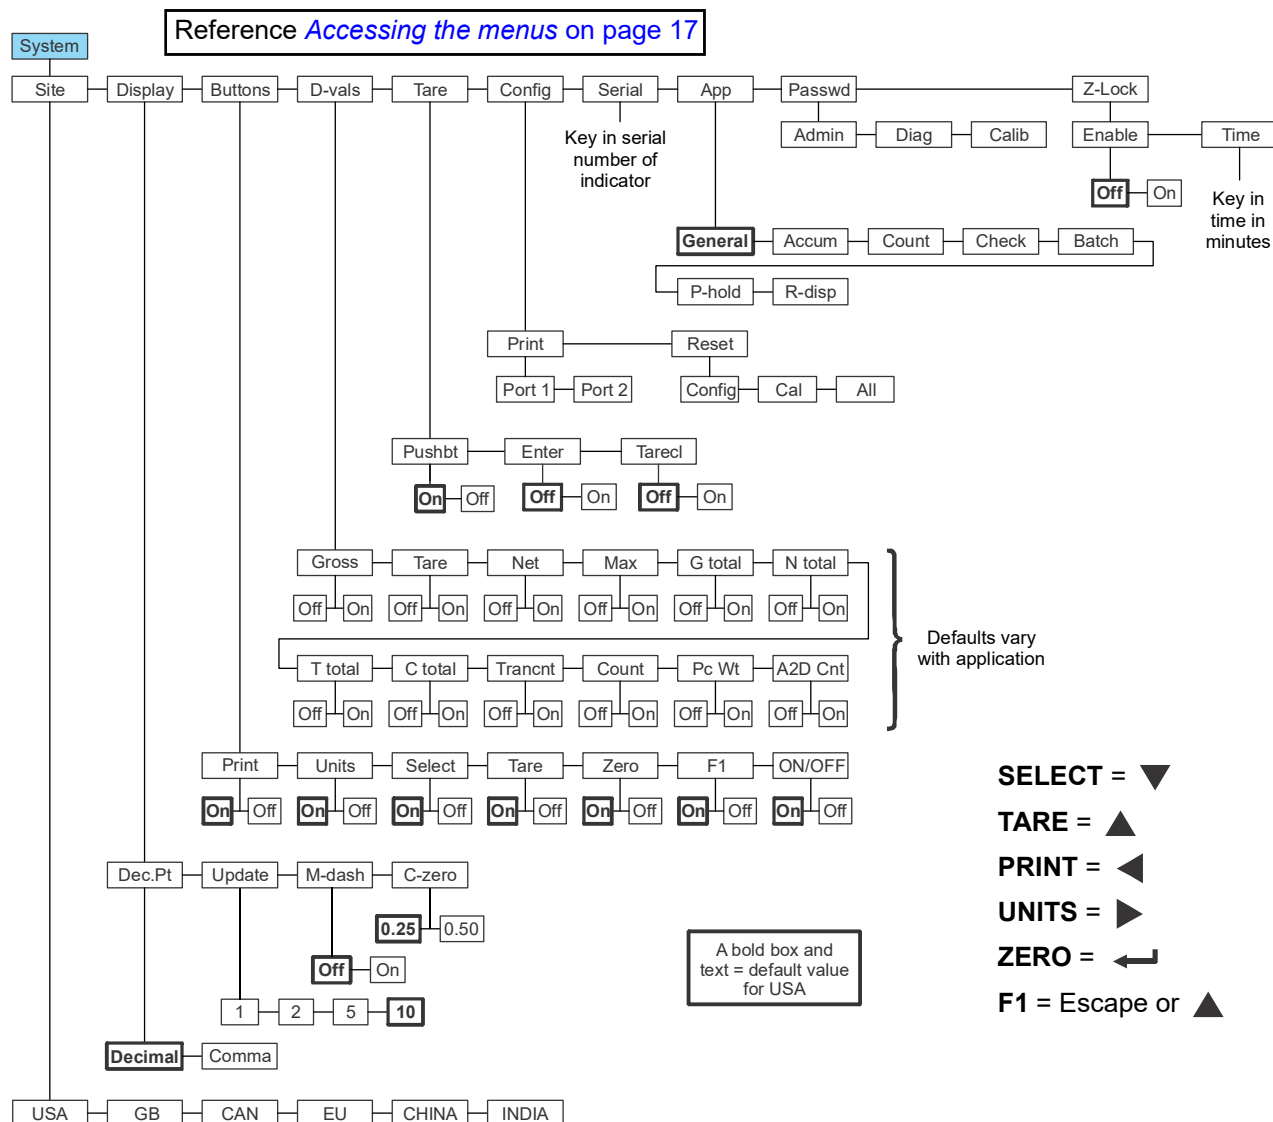 Reference Accessing the menus on page 17
System
Site Display Buttons D-vals Tare Config Serial App Passwd Z-Lock
Key in serial
number of
indicator
Admin Diag Calib Enable Time
Off On
Key in
time in
minutes
General Accum Count Check Batch
P-hold R-disp
Print Reset
Port 1 Port 2 Config Cal All
Pushbt Enter Tarecl
On Off Off On Off On
Gross Tare Net Max G total N total
Off On Off On Off On Off On Off On Off On
Defaults vary
with application
T total C total Trancnt Count Pc Wt A2D Cnt
Off On Off On Off On Off On Off On Off On
Print Units Select Tare Zero F1 ON/OFF
On Off On Off On Off On Off On Off On Off On Off
Dec.Pt Update M-dash C-zero
0.25 0.50
Off On
1 2 5 10
Decimal Comma
USA GB CAN EU CHINA INDIA
A bold box and
text = default value
for USA
SELECT = ▼
TARE = ▲
PRINT = ◀
UNITS = ▶
ZERO = ↵
F1 = Escape or ▲